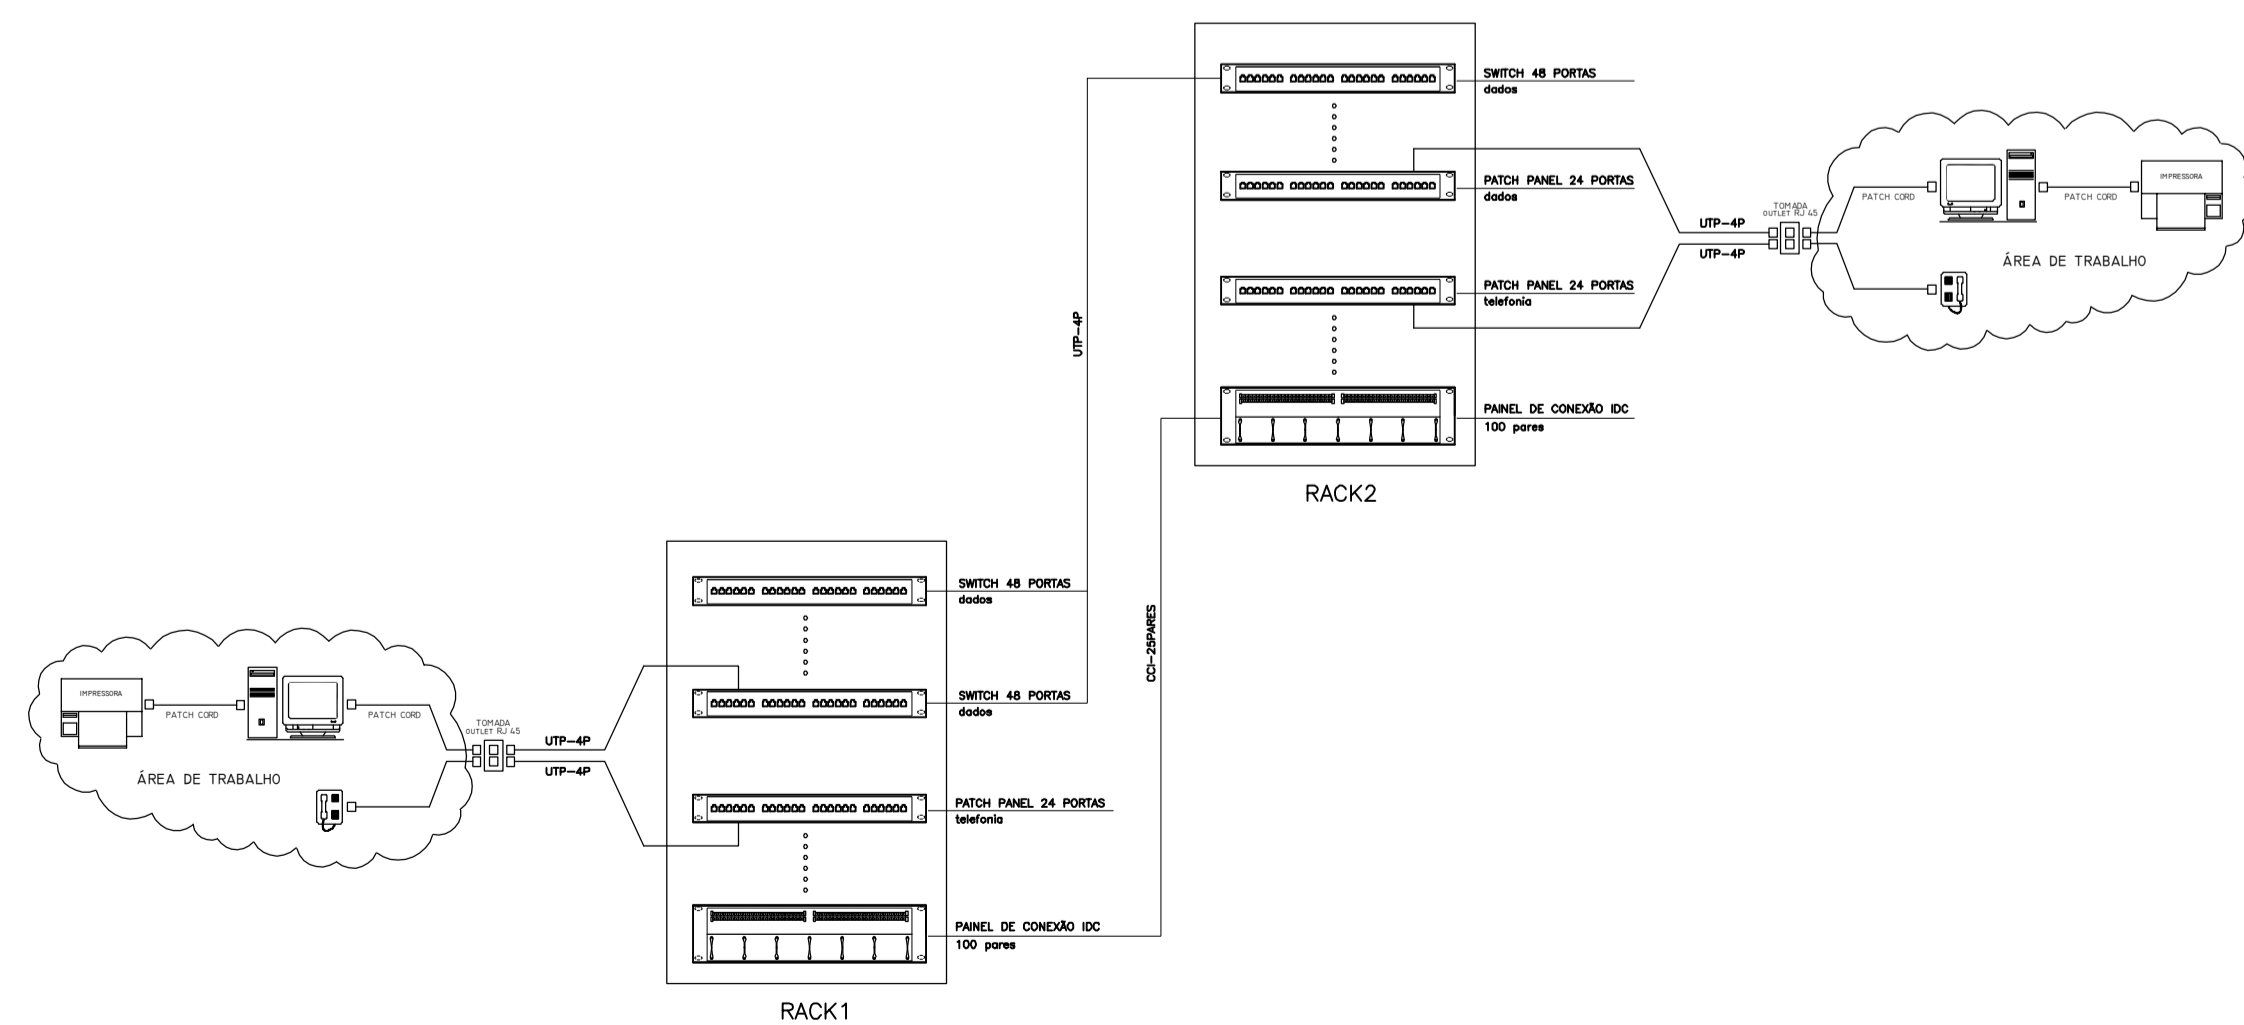 SWITCH 48 PORTAS
dados
PATCH PANEL 24 PORTAS
dados
PATCH PANEL 24 PORTAS
telefonia
PAINEL DE CONEXÃO IDC
100 pares
RACK2
UTP-4P
UTP-4P
TOMADA
OUTLET RJ 45
PATCH CORD
PATCH CORD
IMPRESSORA
ÁREA DE TRABALHO
UTP-4P
CCI-25PARES
SWITCH 48 PORTAS
dados
SWITCH 48 PORTAS
dados
PATCH PANEL 24 PORTAS
telefonia
PAINEL DE CONEXÃO IDC
100 pares
RACK1
IMPRESSORA
PATCH CORD
PATCH CORD
TOMADA
OUTLET RJ 45
UTP-4P
UTP-4P
ÁREA DE TRABALHO